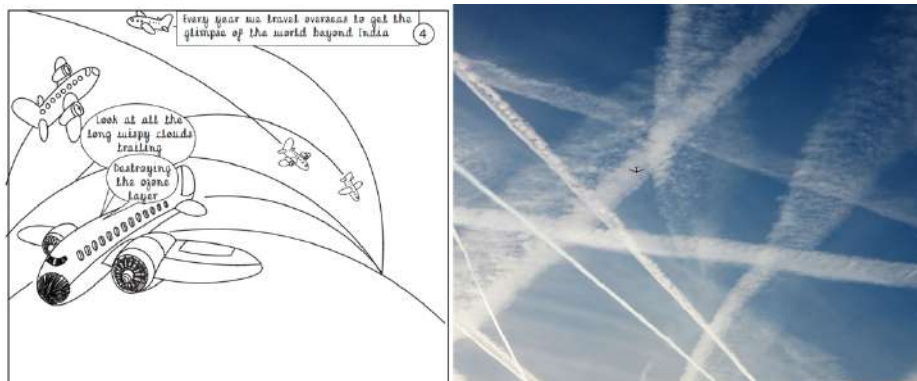 Every year we travel overseas to get the
glimpse of the world beyond India
4
Look at all the
long wispy clouds
trailing
Destroying
the ozone
layer